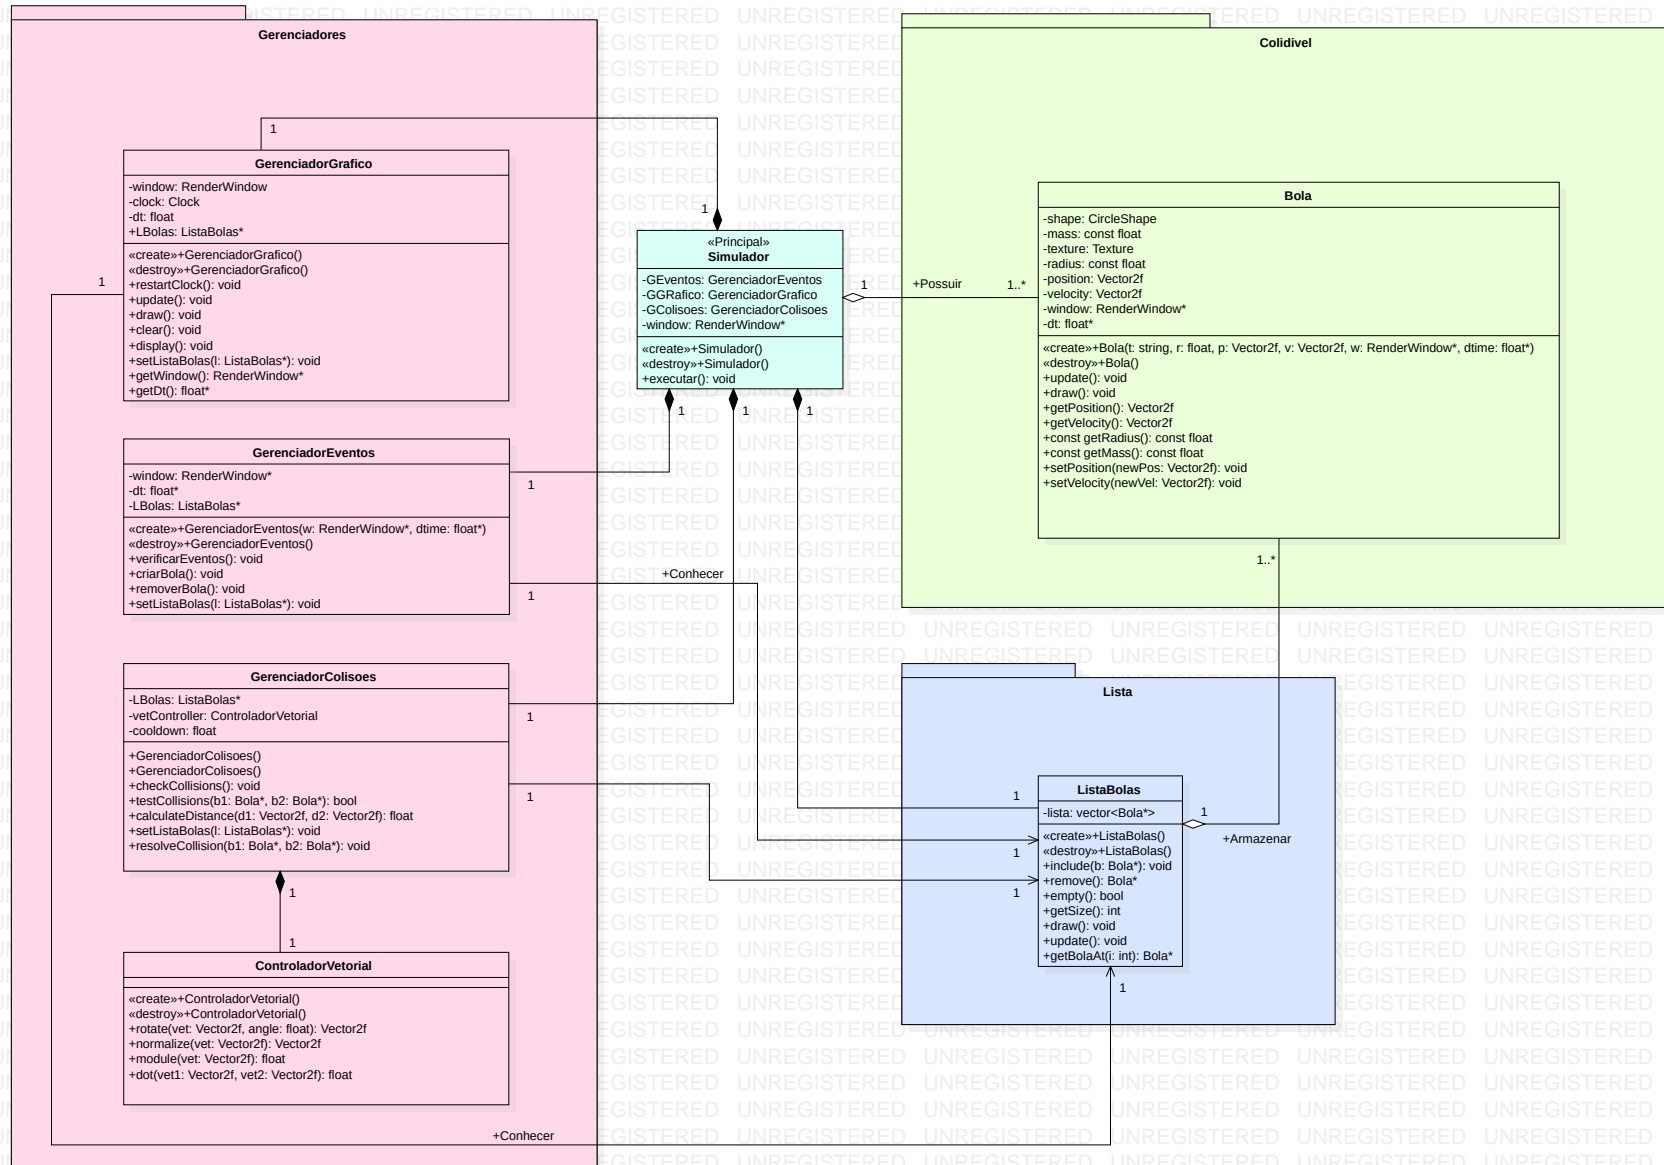 Gerenciadores
1
GerenciadorGrafico
-window: RenderWindow
-clock: Clock
-dt: float
+LBolas: ListaBolas*
«create»+GerenciadorGrafico()
«destroy»+GerenciadorGrafico()
+restartClock(): void
+update(): void
+draw(): void
+clear(): void
+display(): void
+setListaBolas(l: ListaBolas*): void
+getWindow(): RenderWindow*
+getDt(): float*
1
GerenciadorEventos
-window: RenderWindow*
-dt: float*
-LBolas: ListaBolas*
«create»+GerenciadorEventos(w: RenderWindow*, dtime: float*)
«destroy»+GerenciadorEventos()
+verificarEventos(): void
+criarBola(): void
+removerBola(): void
+setListaBolas(l: ListaBolas*): void
1
1
GerenciadorColisoes
-LBolas: ListaBolas*
-vetController: ControladorVetorial
-cooldown: float
+GerenciadorColisoes()
+GerenciadorColisoes()
+checkCollisions(): void
+testCollisions(b1: Bola*, b2: Bola*): bool
+calculateDistance(d1: Vector2f, d2: Vector2f): float
+setListaBolas(l: ListaBolas*): void
+resolveCollision(b1: Bola*, b2: Bola*): void
1
1
1
1
ControladorVetorial
«create»+ControladorVetorial()
«destroy»+ControladorVetorial()
+rotate(vet: Vector2f, angle: float): Vector2f
+normalize(vet: Vector2f): Vector2f
+module(vet: Vector2f): float
+dot(vet1: Vector2f, vet2: Vector2f): float
+Conhecer
1
«Principal»
Simulador
-GEventos: GerenciadorEventos
-GGRafico: GerenciadorGrafico
-GColisoes: GerenciadorColisoes
-window: RenderWindow*
«create»+Simulador()
«destroy»+Simulador()
+executar(): void
1
1
1
1
+Possuir
1..*
+Conhecer
Colidivel
Bola
-shape: CircleShape
-mass: const float
-texture: Texture
-radius: const float
-position: Vector2f
-velocity: Vector2f
-window: RenderWindow*
-dt: float*
«create»+Bola(t: string, r: float, p: Vector2f, v: Vector2f, w: RenderWindow*, dtime: float*)
«destroy»+Bola()
+update(): void
+draw(): void
+getPosition(): Vector2f
+getVelocity(): Vector2f
+const getRadius(): const float
+const getMass(): const float
+setPosition(newPos: Vector2f): void
+setVelocity(newVel: Vector2f): void
1..*
Lista
1
1
1
ListaBolas
-lista: vector<Bola*>
«create»+ListaBolas()
«destroy»+ListaBolas()
+include(b: Bola*): void
+remove(): Bola*
+empty(): bool
+getSize(): int
+draw(): void
+update(): void
+getBolaAt(i: int): Bola*
1
+Armazenar
1
UNREGISTERED